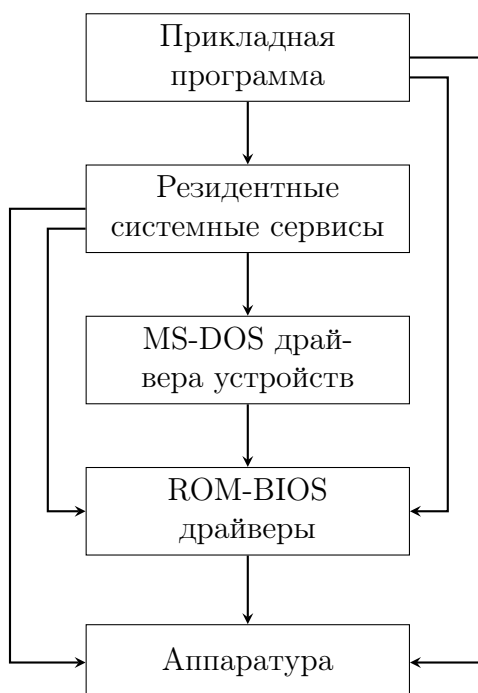 Прикладная
программа
Резидентные
системные сервисы
MS-DOS драй-
вера устройств
ROM-BIOS
драйверы
Аппаратура